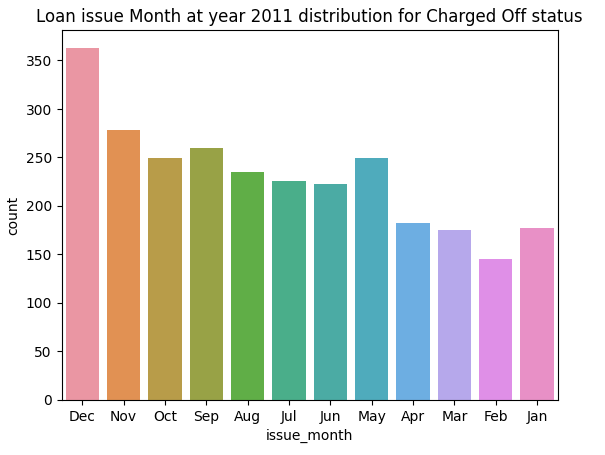 Loan issue Month at year 2011 distribution for Charged Off status
350
300
250
200
150
100
50
0
count
Dec Nov Oct Sep Aug Jul Jun May Apr Mar Feb Jan
issue_month